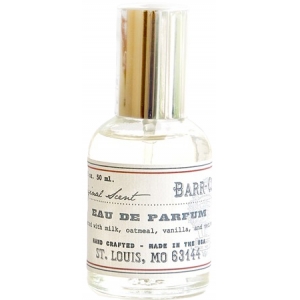 50 ml.
Scent
BARR-C
EAU DE PARFUM
with milk, oatmeal, vanilla, and
HAND CRAFTED - MADE IN THE USA
ST. LOUIS, MO 63144